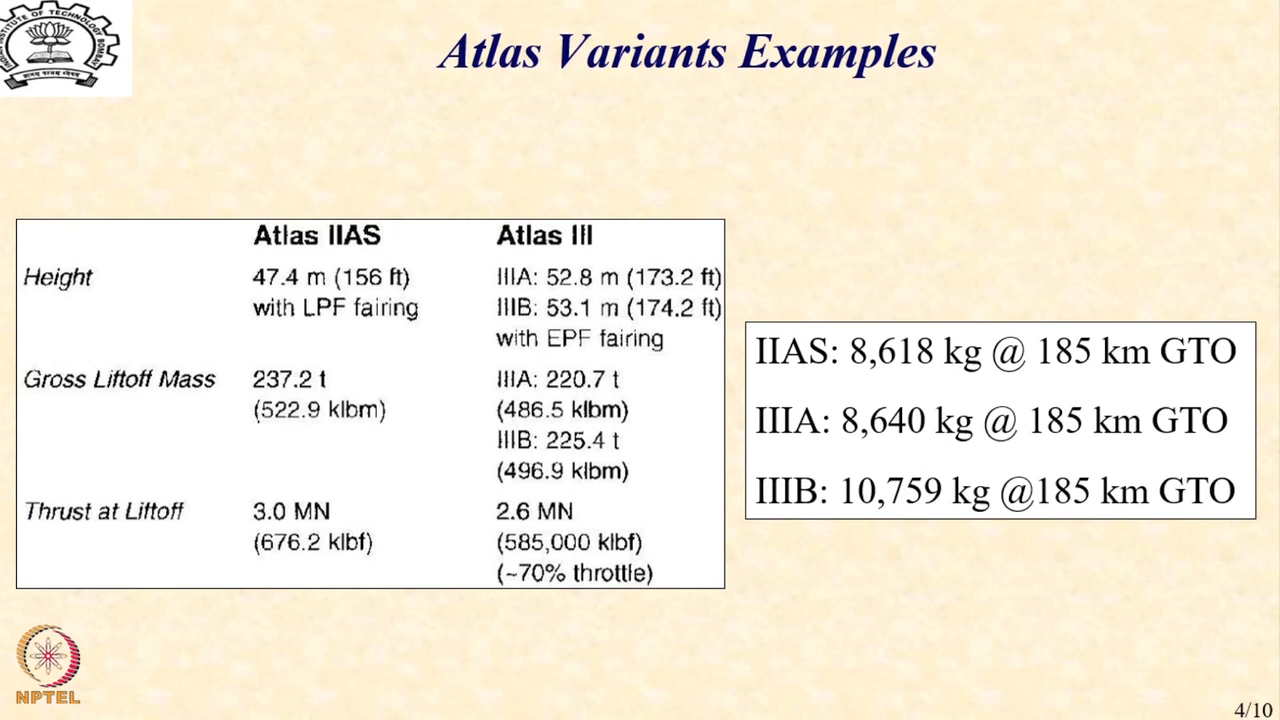 Atlas Variants Examples
Atlas IIAS Atlas III
Height 47.4 m (156 ft) IIIA: 52.8 m (173.2 ft)
with LPF fairing IIIB: 53.1 m (174.2 ft)
with EPF fairing
Gross Liftoff Mass 237.2 t IIIA: 220.7 t
(522.9 klbm) (486.5 klbm)
IIIB: 225.4 t
(496.9 klbm)
Thrust at Liftoff 3.0 MN 2.6 MN
(676.2 klbf) (585,000 klbf)
(~70% throttle)
IIAS: 8,618 kg @ 185 km GTO
IIIA: 8,640 kg @ 185 km GTO
IIIB: 10,759 kg @185 km GTO
NPTEL
4/10